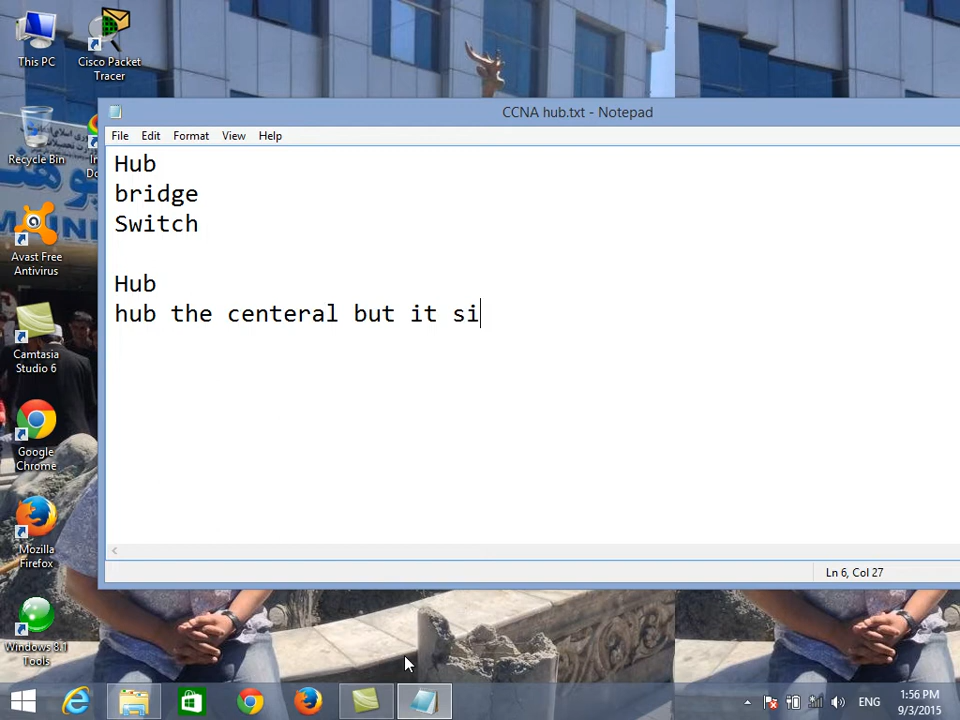 This PC
Cisco Packet
Tracer
Recycle Bin
Avast Free
Antivirus
Camtasia
Studio 6
Google
Chrome
Mozilla
Firefox
Windows 8.1
Tools
CCNA hub.txt - Notepad
File Edit Format View Help
Hub
bridge
Switch
Hub
hub the centeral but it si
Ln 6, Col 27
ENG
1:56 PM
9/3/2015